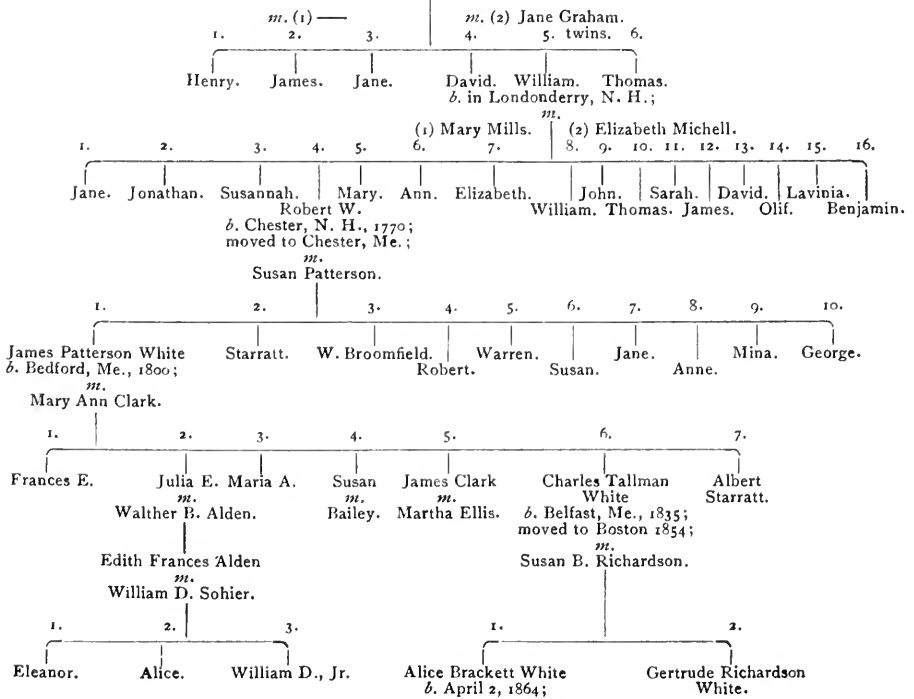 m. (1) — m. (2) Jane Graham.
1. 2. 3. 4. 5. twins. 6.
Henry. James. Jane. David. William. Thomas.
b. in Londonderry, N. H.;
m.
(1) Mary Mills. (2) Elizabeth Michell.
1. 2. 3. 4. 5. 6. 7. 8. 9. 10. 11. 12. 13. 14. 15. 16.
Jane. Jonathan. Susannah. Mary. Ann. Elizabeth. John. Sarah. David. Lavinia.
Robert W. William. Thomas. James. Olif. Benjamin.
b. Chester, N. H., 1770;
moved to Chester, Me.;
m.
Susan Patterson.
1. 2. 3. 4. 5. 6. 7. 8. 9. 10.
James Patterson White Starratt. W. Broomfield. Warren. Jane. Mina. George.
b. Bedford, Me., 1800; Robert. Susan. Anne.
m.
Mary Ann Clark.
1. 2. 3. 4. 5. 6. 7.
Frances E. Julia E. Maria A. Susan James Clark Charles Tallman Albert
m. m. m. White Starratt.
Walther B. Alden. Bailey. Martha Ellis. b. Belfast, Me., 1835;
moved to Boston 1854;
m.
Edith Frances Alden Susan B. Richardson.
m.
William D. Sohier.
1. 2. 3. 1. 2.
Eleanor. Alice. William D., Jr. Alice Brackett White Gertrude Richardson
b. April 2, 1864; White.